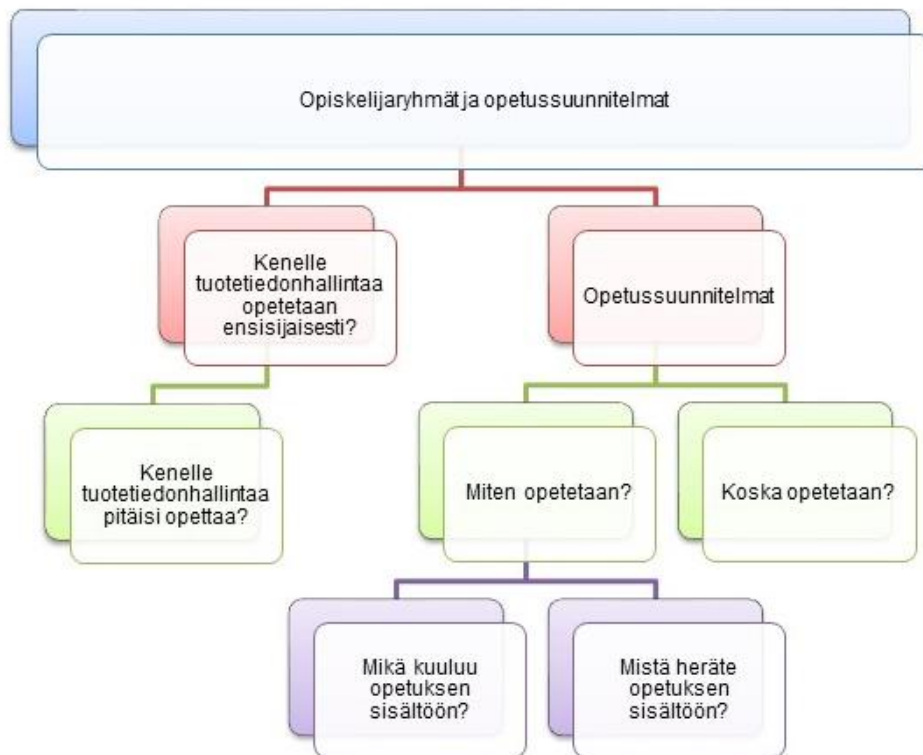 Opiskelijaryhmät ja opetussuunnitelmat
Kenelle
tuotetiedonhallintaa
opetetaan
ensisijaisesti?
Opetussuunnitelmat
Kenelle
tuotetiedonhallintaa
pitäisi opettaa?
Miten opetetaan?
Koska opetetaan?
Mikä kuuluu
opetuksen
sisältöön?
Mistä heräte
opetuksen
sisältöön?